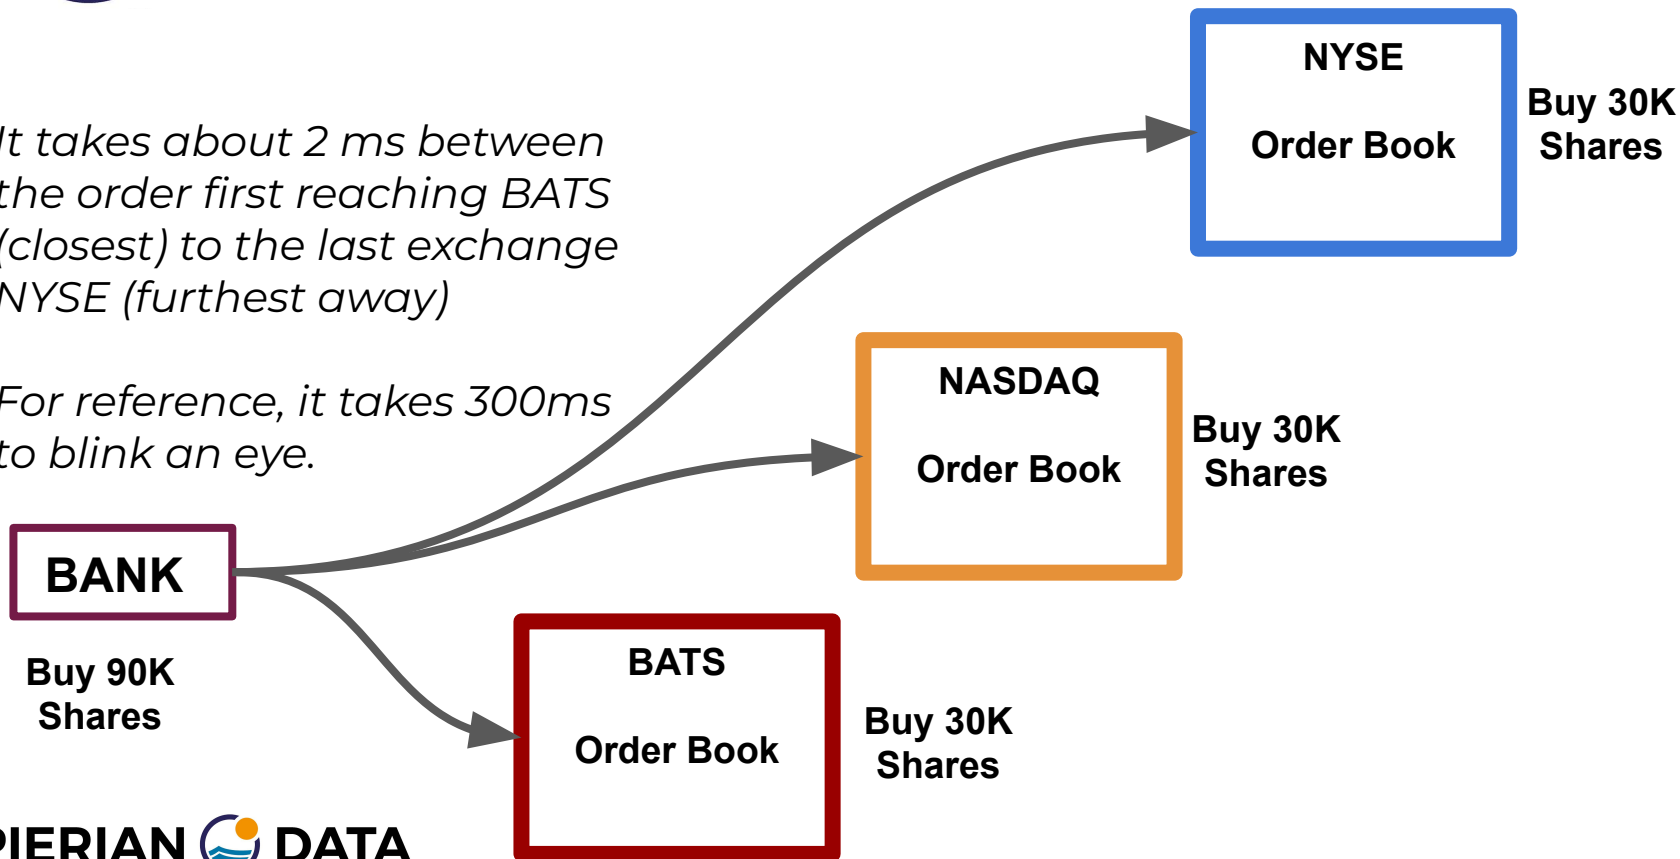 It takes about 2 ms between
the order first reaching BATS
(closest) to the last exchange
NYSE (furthest away)
For reference, it takes 300ms
to blink an eye.
NYSE
Order Book
Buy 30K
Shares
NASDAQ
Order Book
Buy 30K
Shares
BANK
Buy 90K
Shares
BATS
Order Book
Buy 30K
Shares
PIERIAN DATA